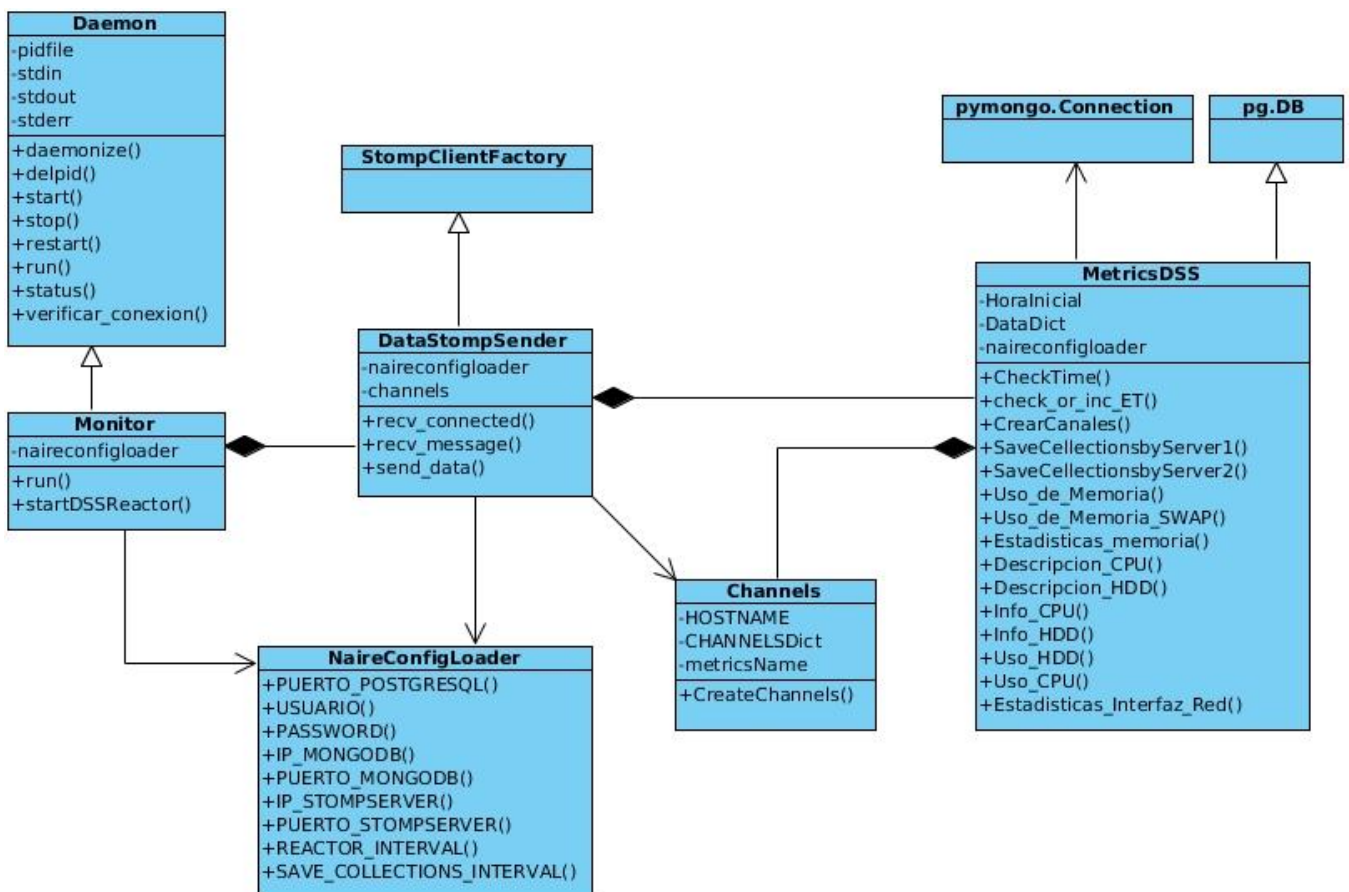 Daemon
-pidfile
-stdin
-stdout
-stderr
+daemonize()
+delpid()
+start()
+stop()
+restart()
+run()
+status()
+verificar_conexion()
StompClientFactory
pymongo.Connection
pg.DB
Monitor
-naireconfigloader
+run()
+startDSSReactor()
DataStompSender
-naireconfigloader
-channels
+recv_connected()
+recv_message()
+send_data()
MetricsDSS
-HoraInicial
-DataDict
-naireconfigloader
+CheckTime()
+check_or_inc_ET()
+CrearCanales()
+SaveCellectionsbyServer1()
+SaveCellectionsbyServer2()
+Uso_de_Memoria()
+Uso_de_Memoria_SWAP()
+Estadisticas_memoria()
+Descripcion_CPU()
+Descripcion_HDD()
+Info_CPU()
+Info_HDD()
+Uso_HDD()
+Uso_CPU()
+Estadisticas_Interfaz_Red()
Channels
-HOSTNAME
-CHANNELSDict
-metricsName
+CreateChannels()
NaireConfigLoader
+PUERTO_POSTGRESQL()
+USUARIO()
+PASSWORD()
+IP_MONGODB()
+PUERTO_MONGODB()
+IP_STOMPSERVER()
+PUERTO_STOMPSERVER()
+REACTOR_INTERVAL()
+SAVE_COLLECTIONS_INTERVAL()